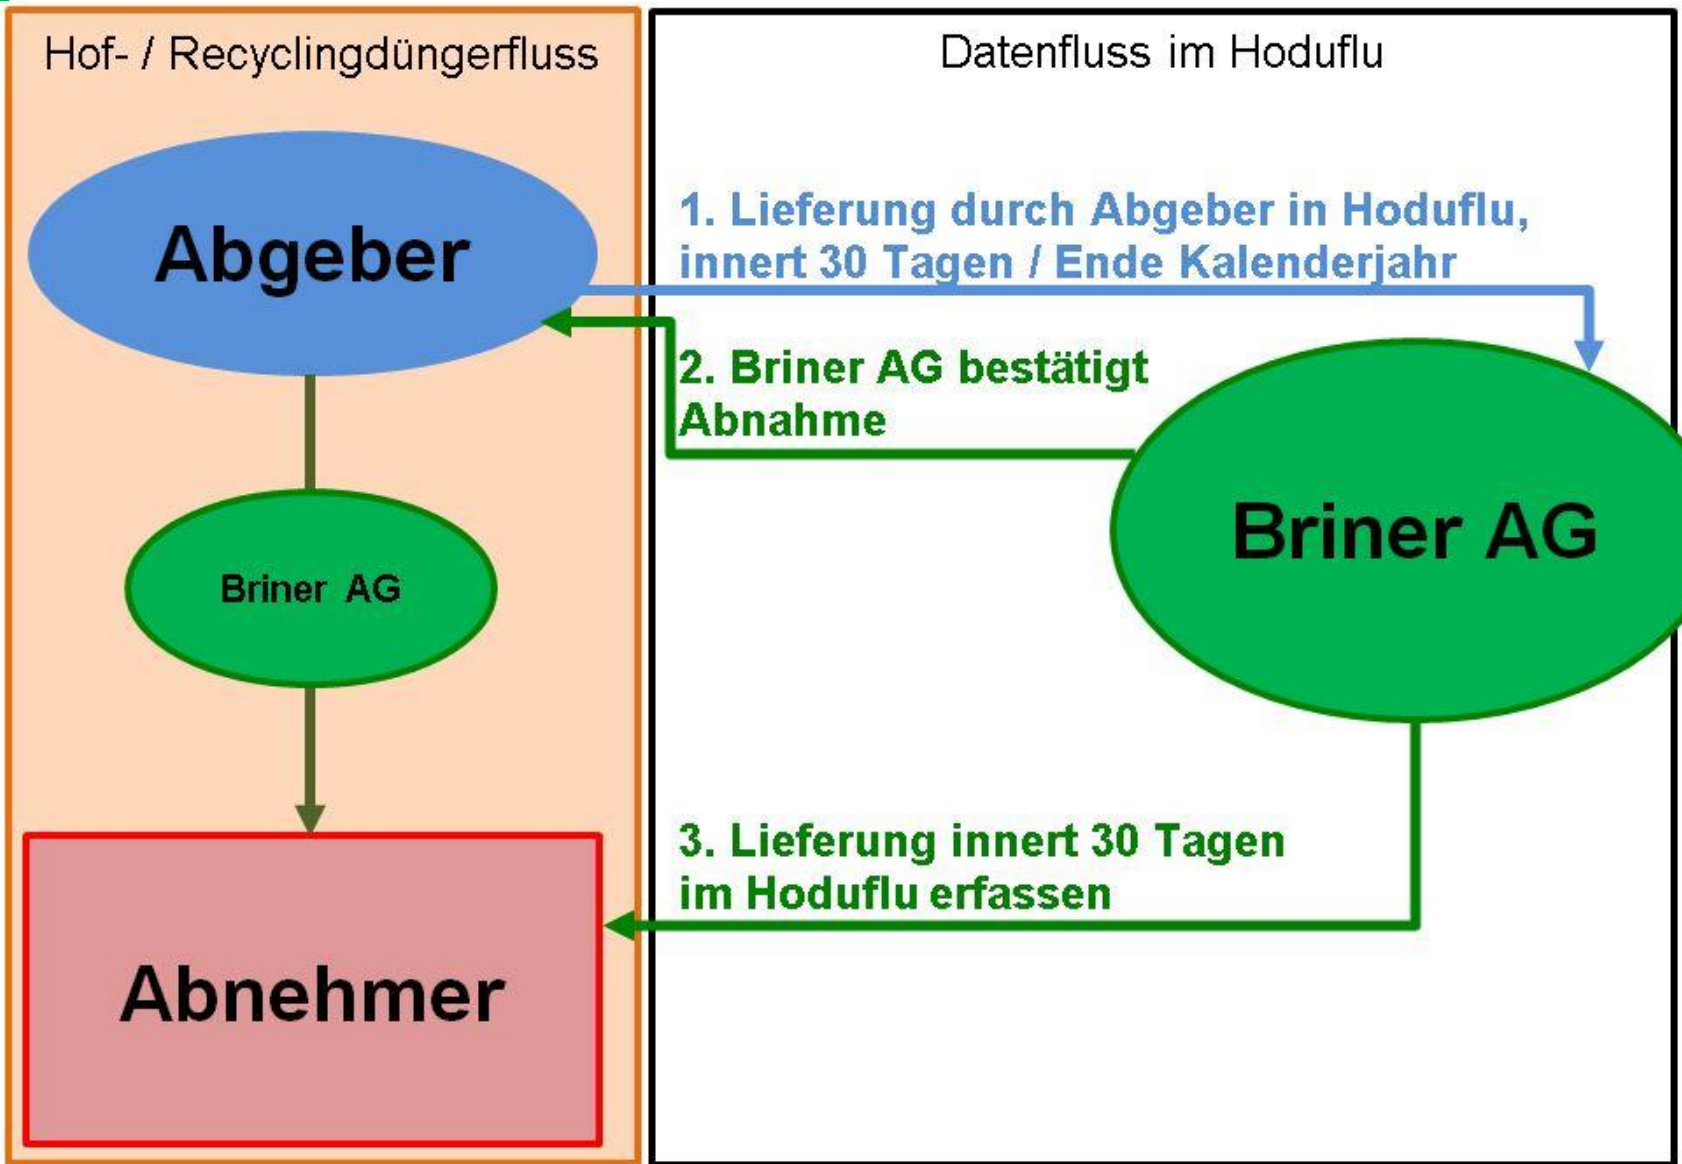 Hof- / Recyclingdüngerfluss
Datenfluss im Hoduflu
Abgeber
1. Lieferung durch Abgeber in Hoduflu,
innert 30 Tagen / Ende Kalenderjahr
2. Briner AG bestätigt
Abnahme
Briner AG
Briner AG
3. Lieferung innert 30 Tagen
im Hoduflu erfassen
Abnehmer